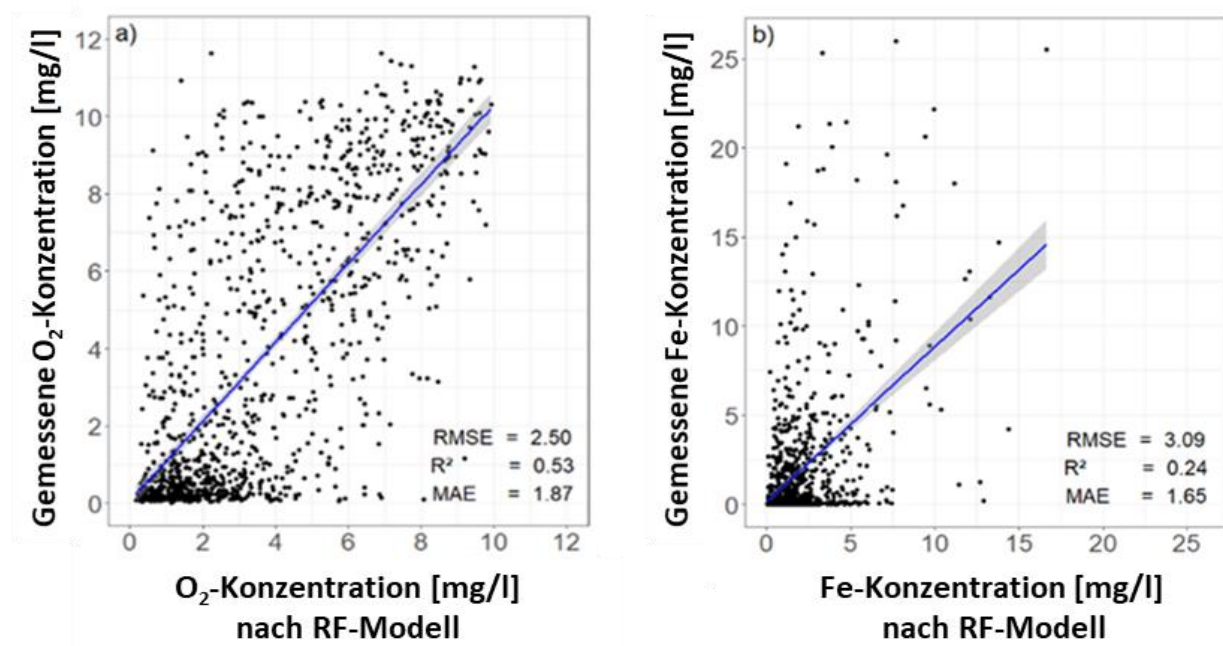 a)
Gemessene O₂-Konzentration [mg/l]
12
10
8
6
4
2
0
RMSE = 2.50
R² = 0.53
MAE = 1.87
0 2 4 6 8 10 12
O₂-Konzentration [mg/l]
nach RF-Modell
b)
Gemessene Fe-Konzentration [mg/l]
25
20
15
10
5
0
RMSE = 3.09
R² = 0.24
MAE = 1.65
0 5 10 15 20 25
Fe-Konzentration [mg/l]
nach RF-Modell